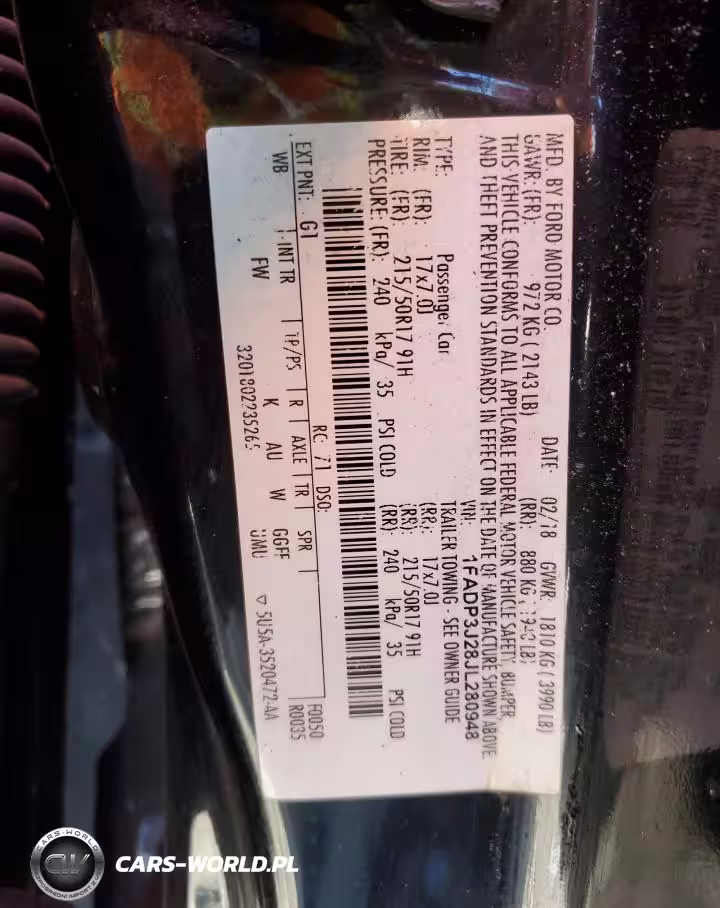 MFD. BY FORD MOTOR CO. DATE: 02/18 GVWR: 1810 KG ( 3990 LB)
GAWR: (FR): 972 KG ( 2143 LB) (RR): 880 KG
THIS VEHICLE CONFORMS TO ALL APPLICABLE FEDERAL MOTOR VEHICLE SAFETY, BUMPER,
AND THEFT PREVENTION STANDARDS IN EFFECT ON THE DATE OF MANUFACTURE SHOWN ABOVE
VIN: 1FADP3J28JL280948
TYPE: Passenger Car TRAILER TOWING - SEE OWNER GUIDE
RIM: (FR): 17x7.0J (RR): 17x7.0J
TIRE: (FR): 215/50R17 91H (RR): 215/50R17 91H
PRESSURE: (FR): 240 kPa/ 35 PSI COLD (RR): 240 kPa/ 35 PSI COLD
RC: 71 DSO: F0050
EXT PNT: G1 R0035
INT TR TP/PS R AXLE TR SPR
WB FW K AU W GGFF
3201802235265 UMU ▽ 5U5A-3520472-AA
CARS-WORLD
CW
CARS-WORLD.PL